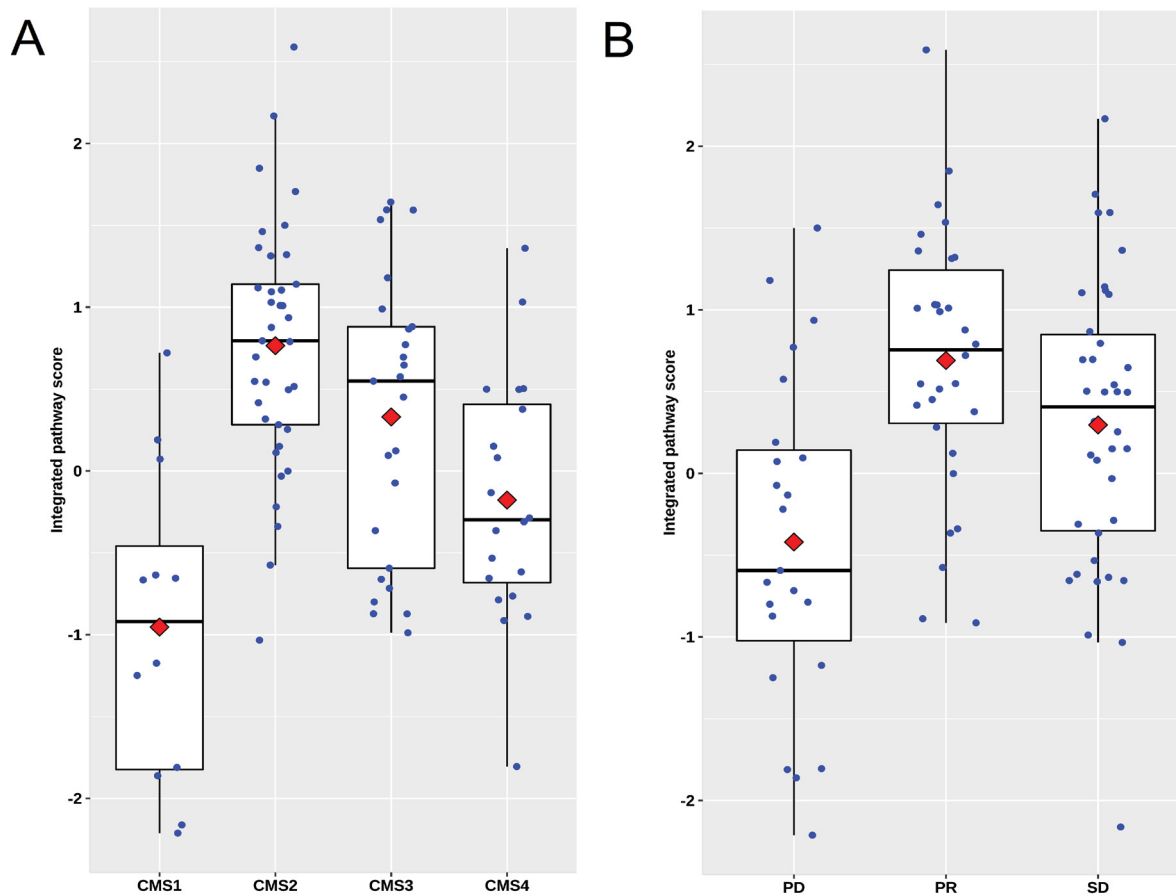 A
Integrated pathway score
2
1
0
-1
-2
CMS1 CMS2 CMS3 CMS4
B
Integrated pathway score
2
1
0
-1
-2
PD PR SD